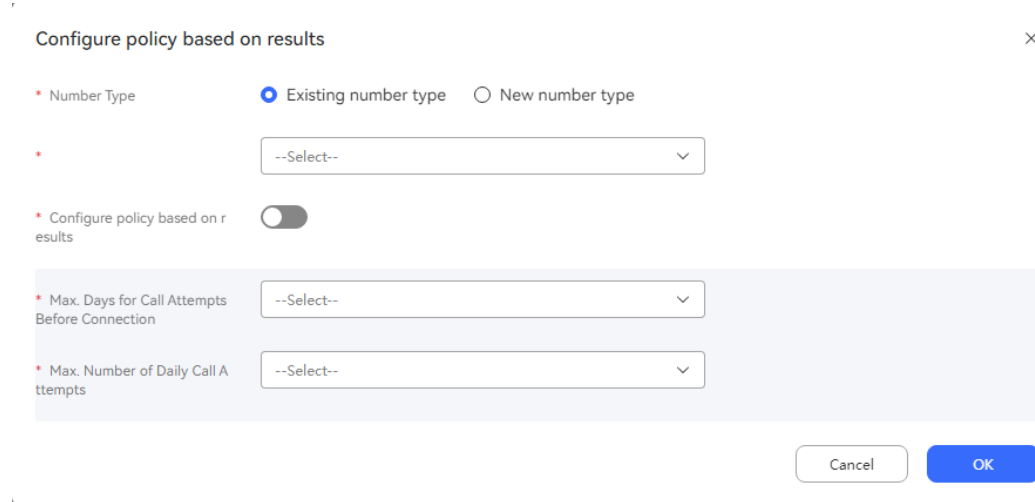 Configure policy based on results
* Number Type
Existing number type
New number type
*
--Select--
* Configure policy based on r
esults
* Max. Days for Call Attempts
Before Connection
--Select--
* Max. Number of Daily Call A
ttempts
--Select--
Cancel
OK